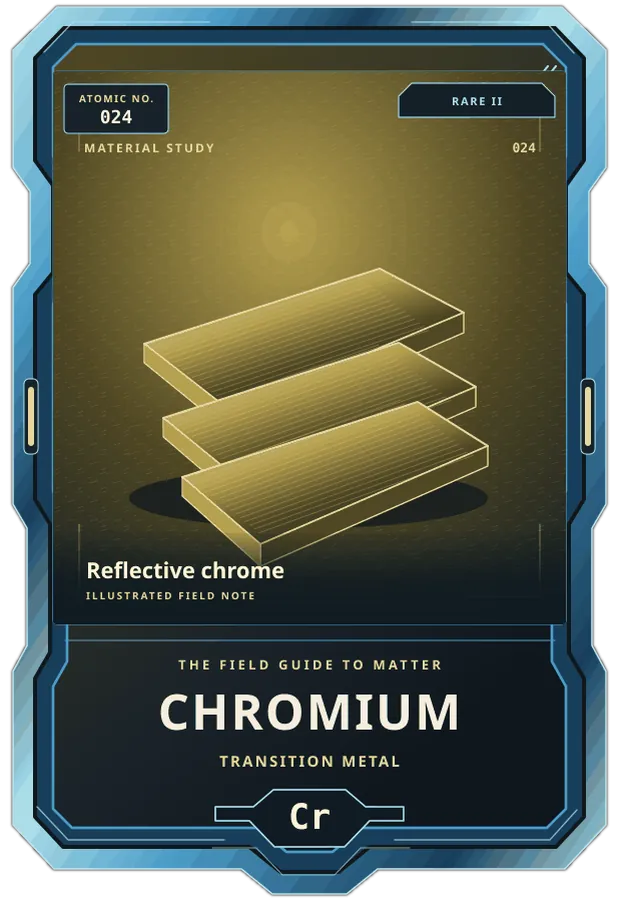 ATOMIC NO.
024
RARE II
MATERIAL STUDY
024
Reflective chrome
ILLUSTRATED FIELD NOTE
THE FIELD GUIDE TO MATTER
CHROMIUM
TRANSITION METAL
Cr